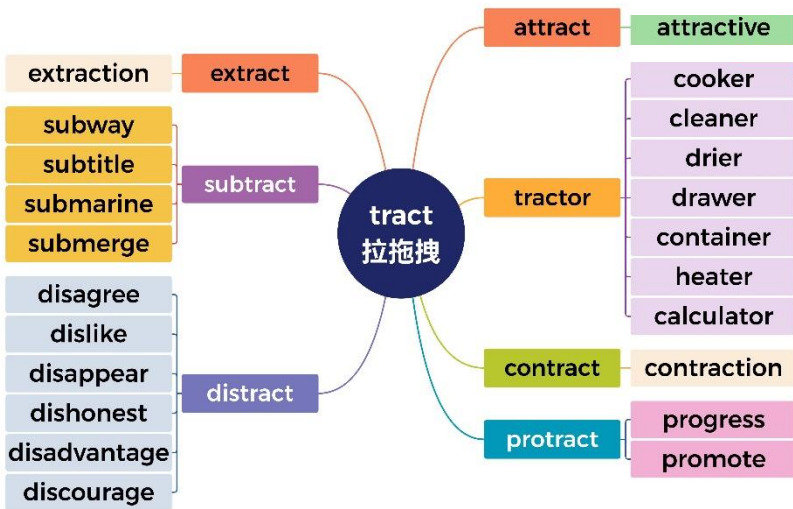 tract
拉拖拽
attract
attractive
tractor
cooker
cleaner
drier
drawer
container
heater
calculator
contract
contraction
protract
progress
promote
extract
extraction
subtract
subway
subtitle
submarine
submerge
distract
disagree
dislike
disappear
dishonest
disadvantage
discourage